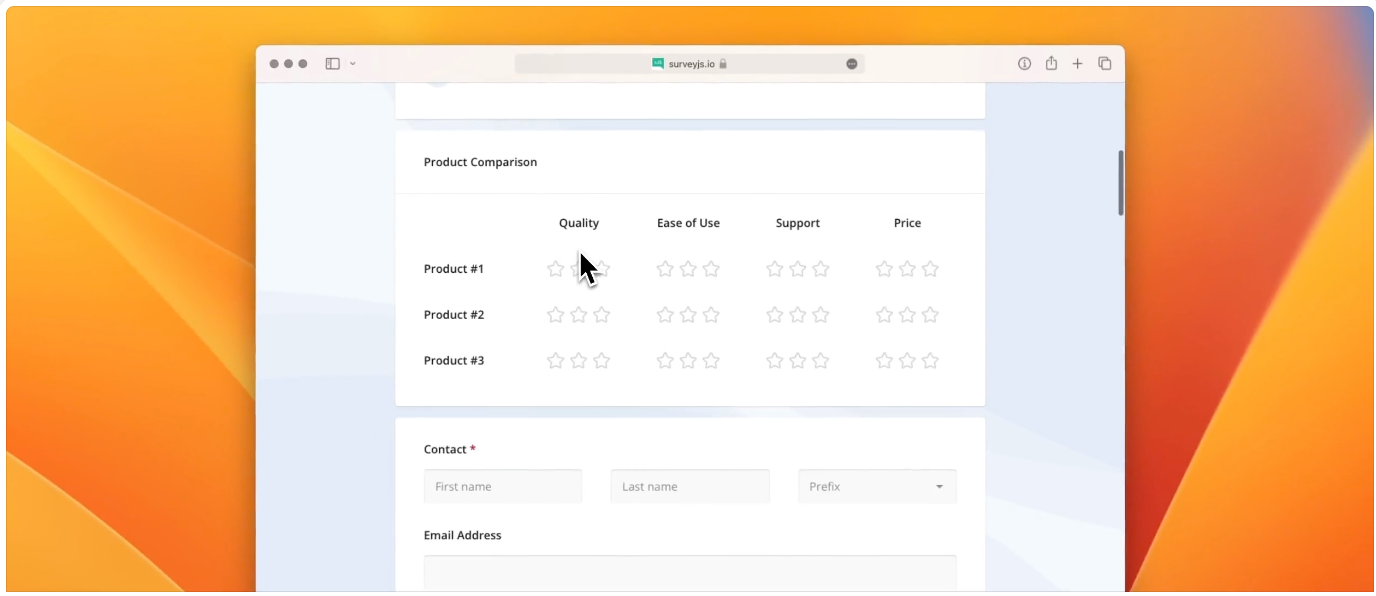 surveyjs.io
Product Comparison
Quality Ease of Use Support Price
Product #1
Product #2
Product #3
Contact *
First name Last name Prefix
Email Address